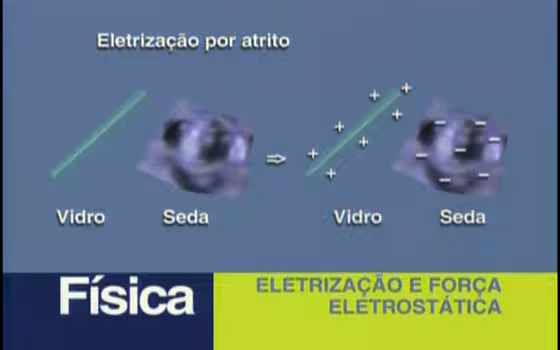 Eletrização por atrito
Vidro Seda ⇨ Vidro Seda
Física
ELETRIZAÇÃO E FORÇA
ELETROSTÁTICA